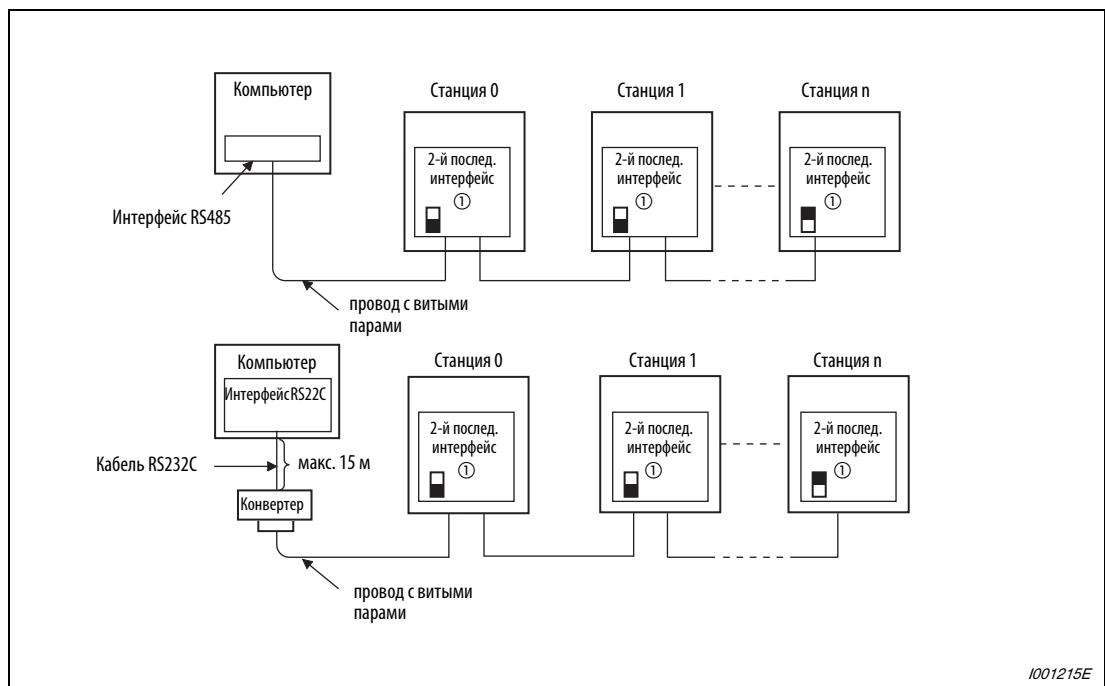 Компьютер
Станция 0
Станция 1
Станция n
2-й послед.
интерфейс
①
2-й послед.
интерфейс
①
2-й послед.
интерфейс
①
Интерфейс RS485
провод с витыми
парами
Компьютер
Станция 0
Станция 1
Станция n
Интерфейс RS22C
2-й послед.
интерфейс
①
2-й послед.
интерфейс
①
2-й послед.
интерфейс
①
Кабель RS232C
макс. 15 м
Конвертер
провод с витыми
парами
I001215E